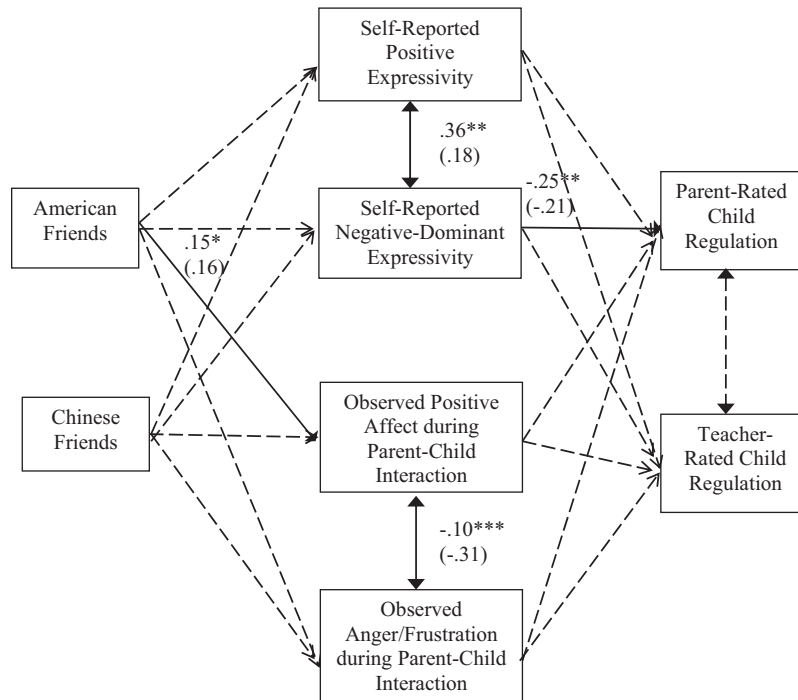 Self-Reported
Positive
Expressivity
.36**
(.18)
-.25**
(-.21)
American
Friends
.15*
(.16)
Self-Reported
Negative-Dominant
Expressivity
Parent-Rated
Child
Regulation
Chinese
Friends
Observed Positive
Affect during
Parent-Child
Interaction
Teacher-
Rated Child
Regulation
-.10***
(-.31)
Observed
Anger/Frustration
during Parent-Child
Interaction